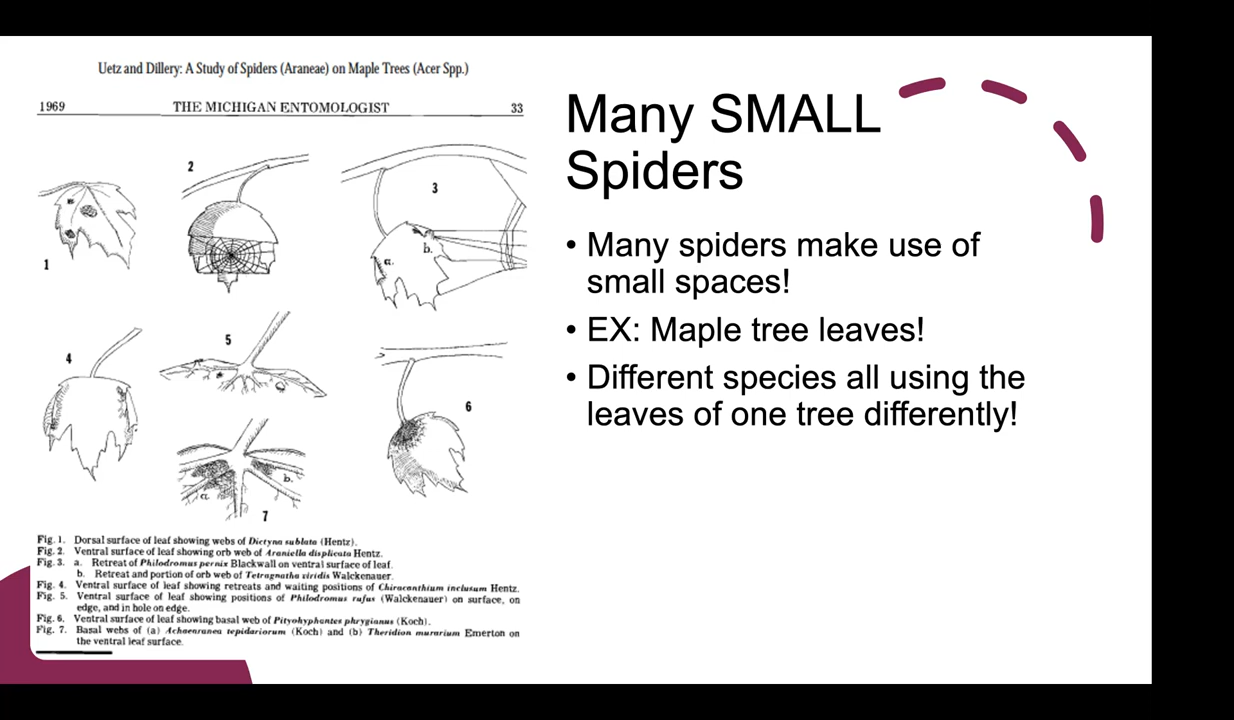 Uetz and Dillery: A Study of Spiders (Araneae) on Maple Trees (Acer Spp.)
1969 THE MICHIGAN ENTOMOLOGIST 33
Many SMALL
Spiders
• Many spiders make use of
small spaces!
• EX: Maple tree leaves!
• Different species all using the
leaves of one tree differently!
1
2
3
a.
b.
4
5
6
7
a.
b.
Fig. 1. Dorsal surface of leaf showing webs of Dictyna sublata (Hentz).
Fig. 2. Ventral surface of leaf showing orb web of Araniella displicata Hentz.
Fig. 3. a. Retreat of Philodromus pernix Blackwall on ventral surface of leaf.
b. Retreat and portion of orb web of Tetragnatha viridis Walckenauer.
Fig. 4. Ventral surface of leaf showing retreats and waiting positions of Chiracanthium inclusum Hentz.
Fig. 5. Ventral surface of leaf showing positions of Philodromus rufus (Walckenauer) on surface, on
edge, and in hole on edge.
Fig. 6. Ventral surface of leaf showing basal web of Pityohyphantes phrygianus (Koch).
Fig. 7. Basal webs of (a) Achaearanea tepidariorum (Koch) and (b) Theridion murarium Emerton on
the ventral leaf surface.